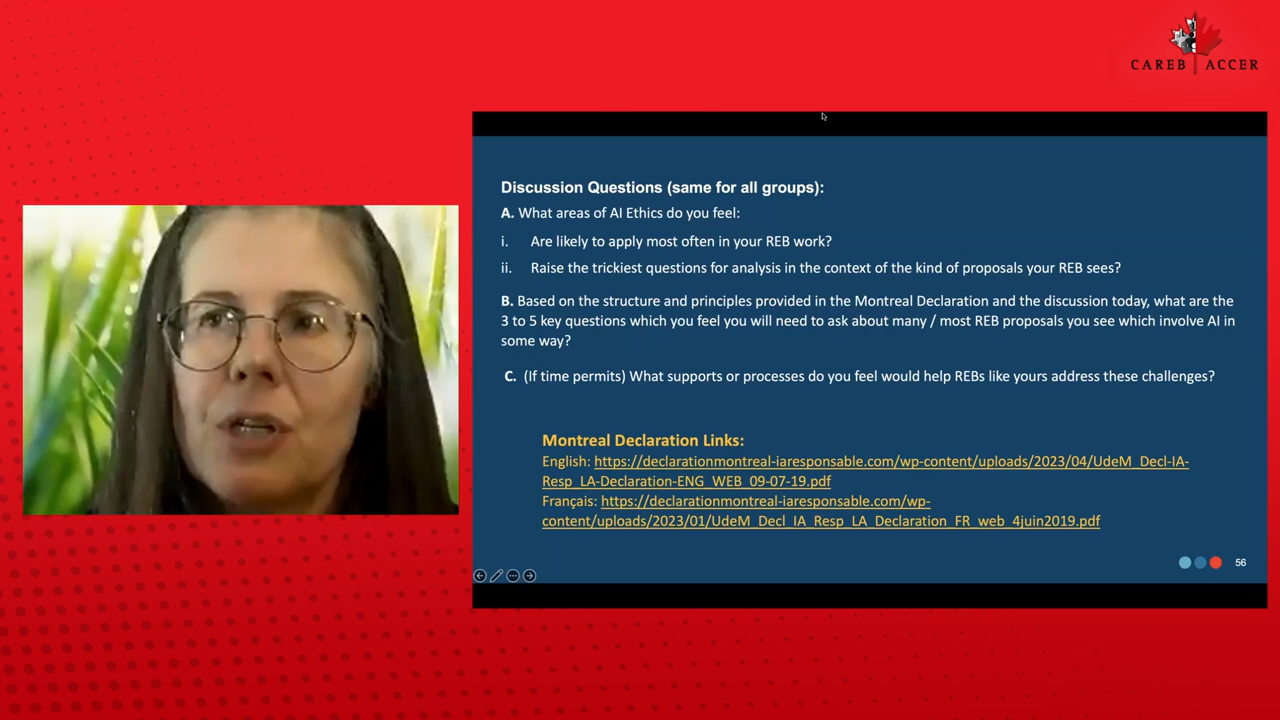 CAREB ACCER
Discussion Questions (same for all groups):
A. What areas of AI Ethics do you feel:
i. Are likely to apply most often in your REB work?
ii. Raise the trickiest questions for analysis in the context of the kind of proposals your REB sees?
B. Based on the structure and principles provided in the Montreal Declaration and the discussion today, what are the
3 to 5 key questions which you feel you will need to ask about many / most REB proposals you see which involve AI in
some way?
C. (If time permits) What supports or processes do you feel would help REBs like yours address these challenges?
Montreal Declaration Links:
English: https://declarationmontreal-iaresponsable.com/wp-content/uploads/2023/04/UdeM_Decl-IA-
Resp_LA-Declaration-ENG_WEB_09-07-19.pdf
Français: https://declarationmontreal-iaresponsable.com/wp-
content/uploads/2023/01/UdeM_Decl_IA_Resp_LA_Declaration_FR_web_4juin2019.pdf
56